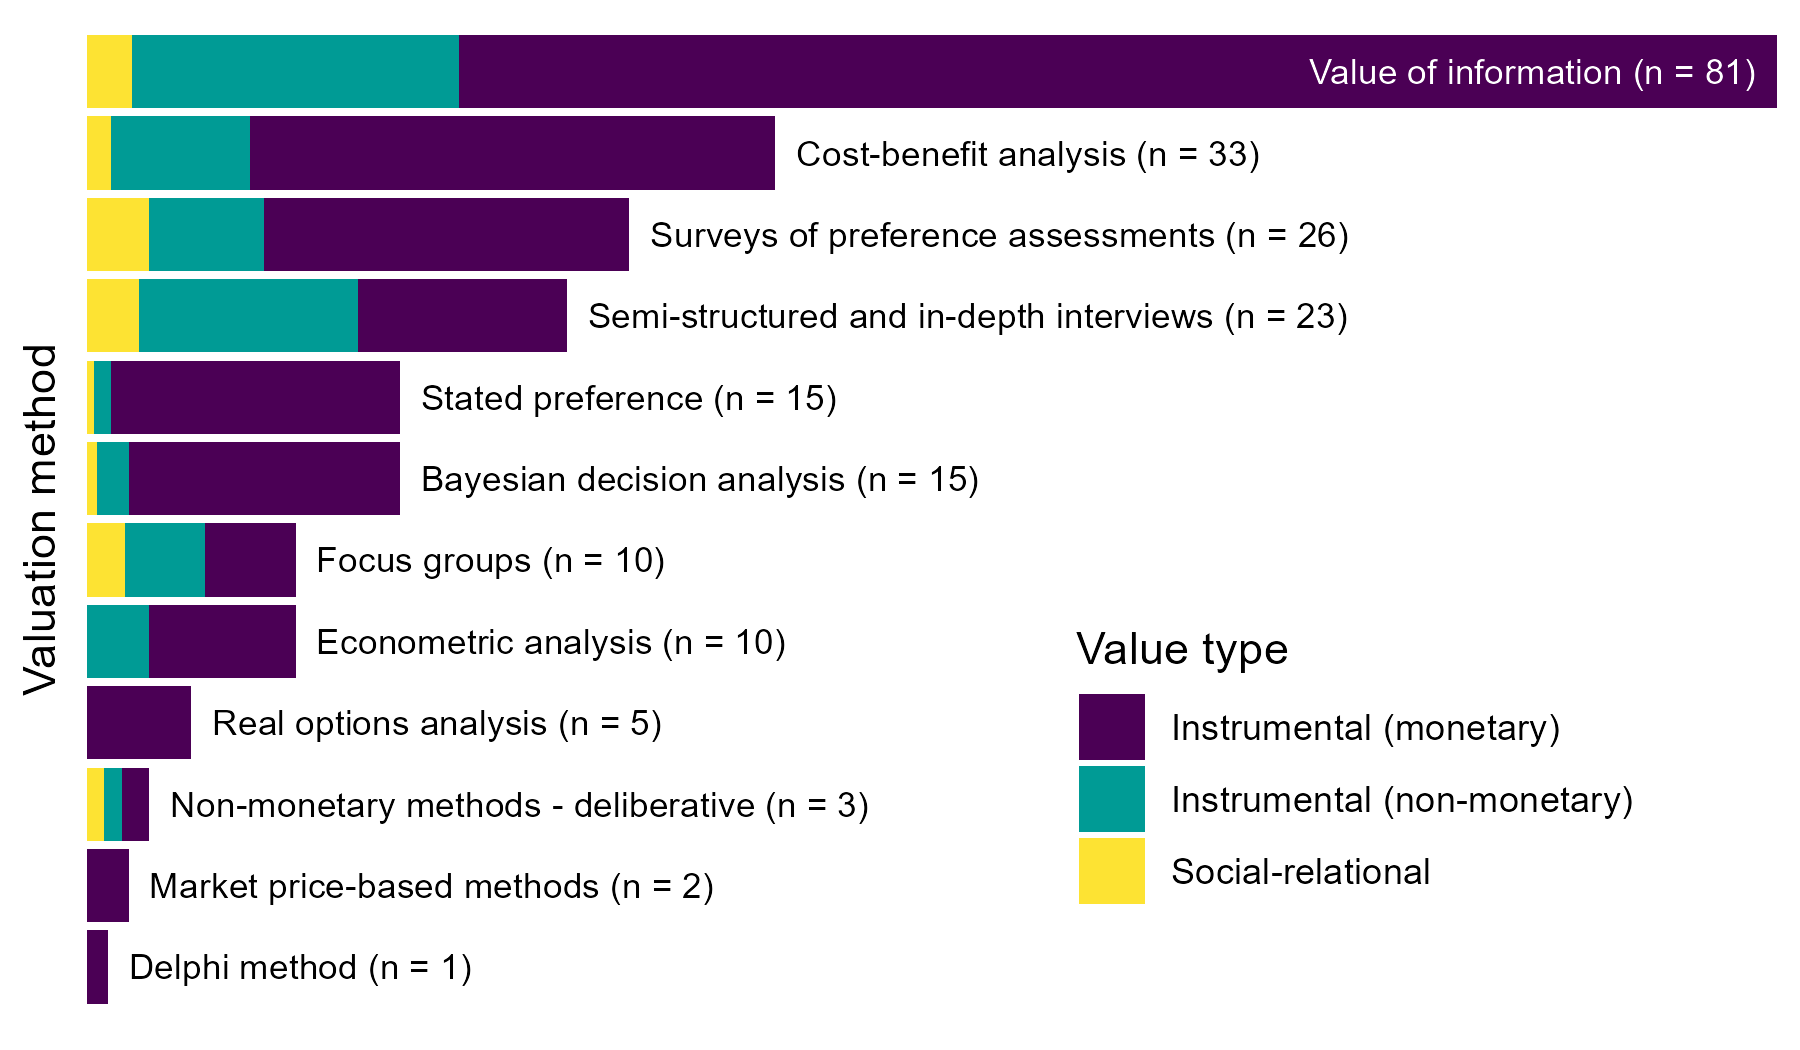 Valuation method
Value of information (n = 81)
Cost-benefit analysis (n = 33)
Surveys of preference assessments (n = 26)
Semi-structured and in-depth interviews (n = 23)
Stated preference (n = 15)
Bayesian decision analysis (n = 15)
Focus groups (n = 10)
Econometric analysis (n = 10)
Real options analysis (n = 5)
Non-monetary methods - deliberative (n = 3)
Market price-based methods (n = 2)
Delphi method (n = 1)
Value type
Instrumental (monetary)
Instrumental (non-monetary)
Social-relational